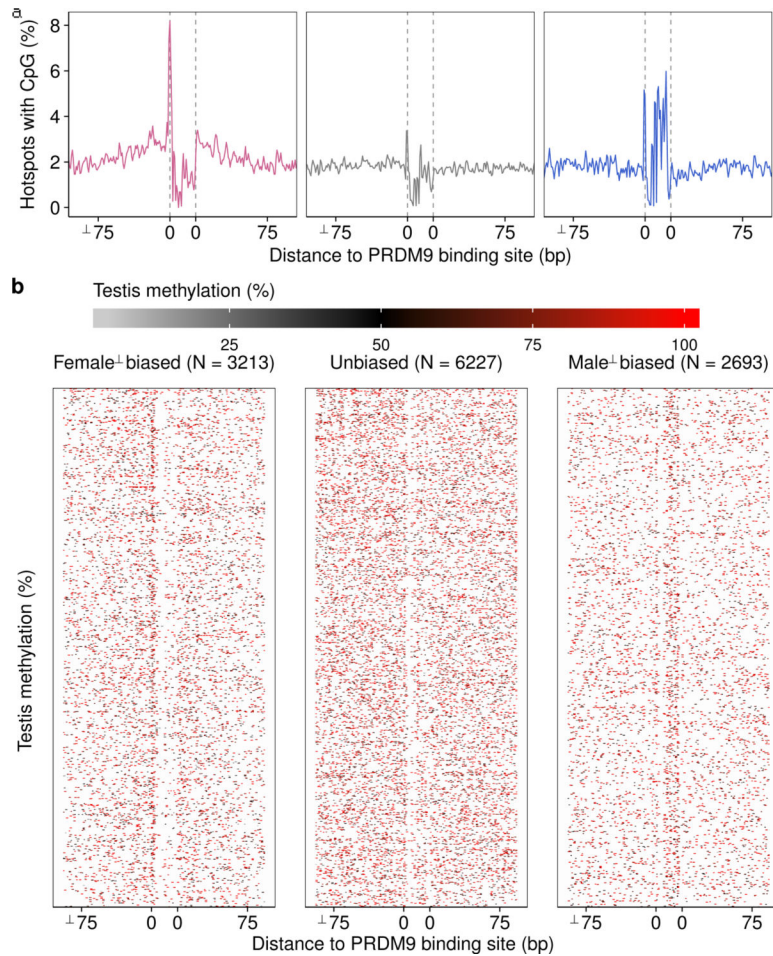 Hotspots with CpG (%)
8
6
4
2
0
⊥75 0 0 75 ⊥75 0 0 75 ⊥75 0 0 75
Distance to PRDM9 binding site (bp)
b
Testis methylation (%)
25 50 75 100
Female⊥biased (N = 3213) Unbiased (N = 6227) Male⊥biased (N = 2693)
Testis methylation (%)
⊥75 0 0 75 ⊥75 0 0 75 ⊥75 0 0 75
Distance to PRDM9 binding site (bp)